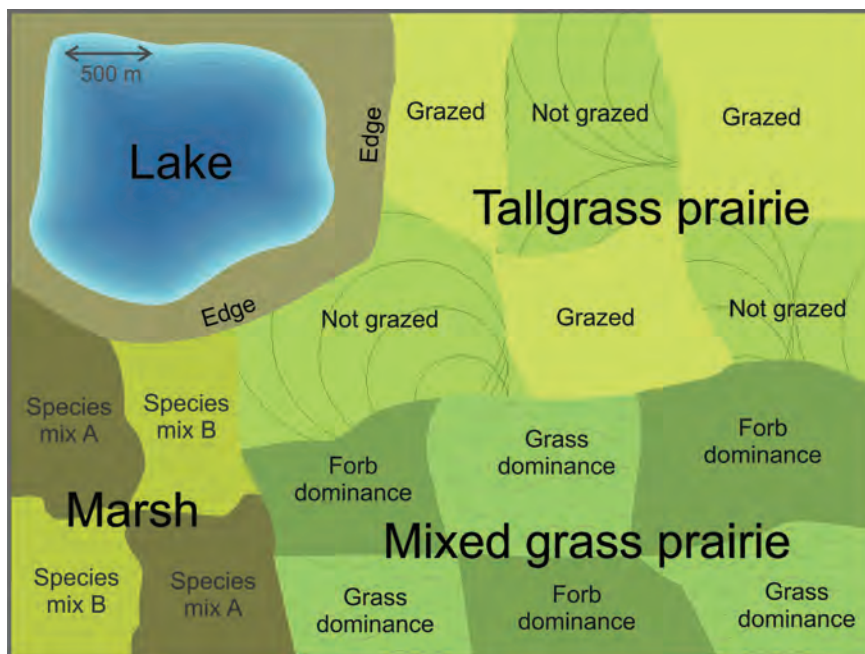 500 m
Lake
Edge
Edge
Grazed
Not grazed
Grazed
Tallgrass prairie
Not grazed
Grazed
Not grazed
Species
mix A
Species
mix B
Marsh
Species
mix B
Species
mix A
Forb
dominance
Grass
dominance
Forb
dominance
Mixed grass prairie
Grass
dominance
Forb
dominance
Grass
dominance